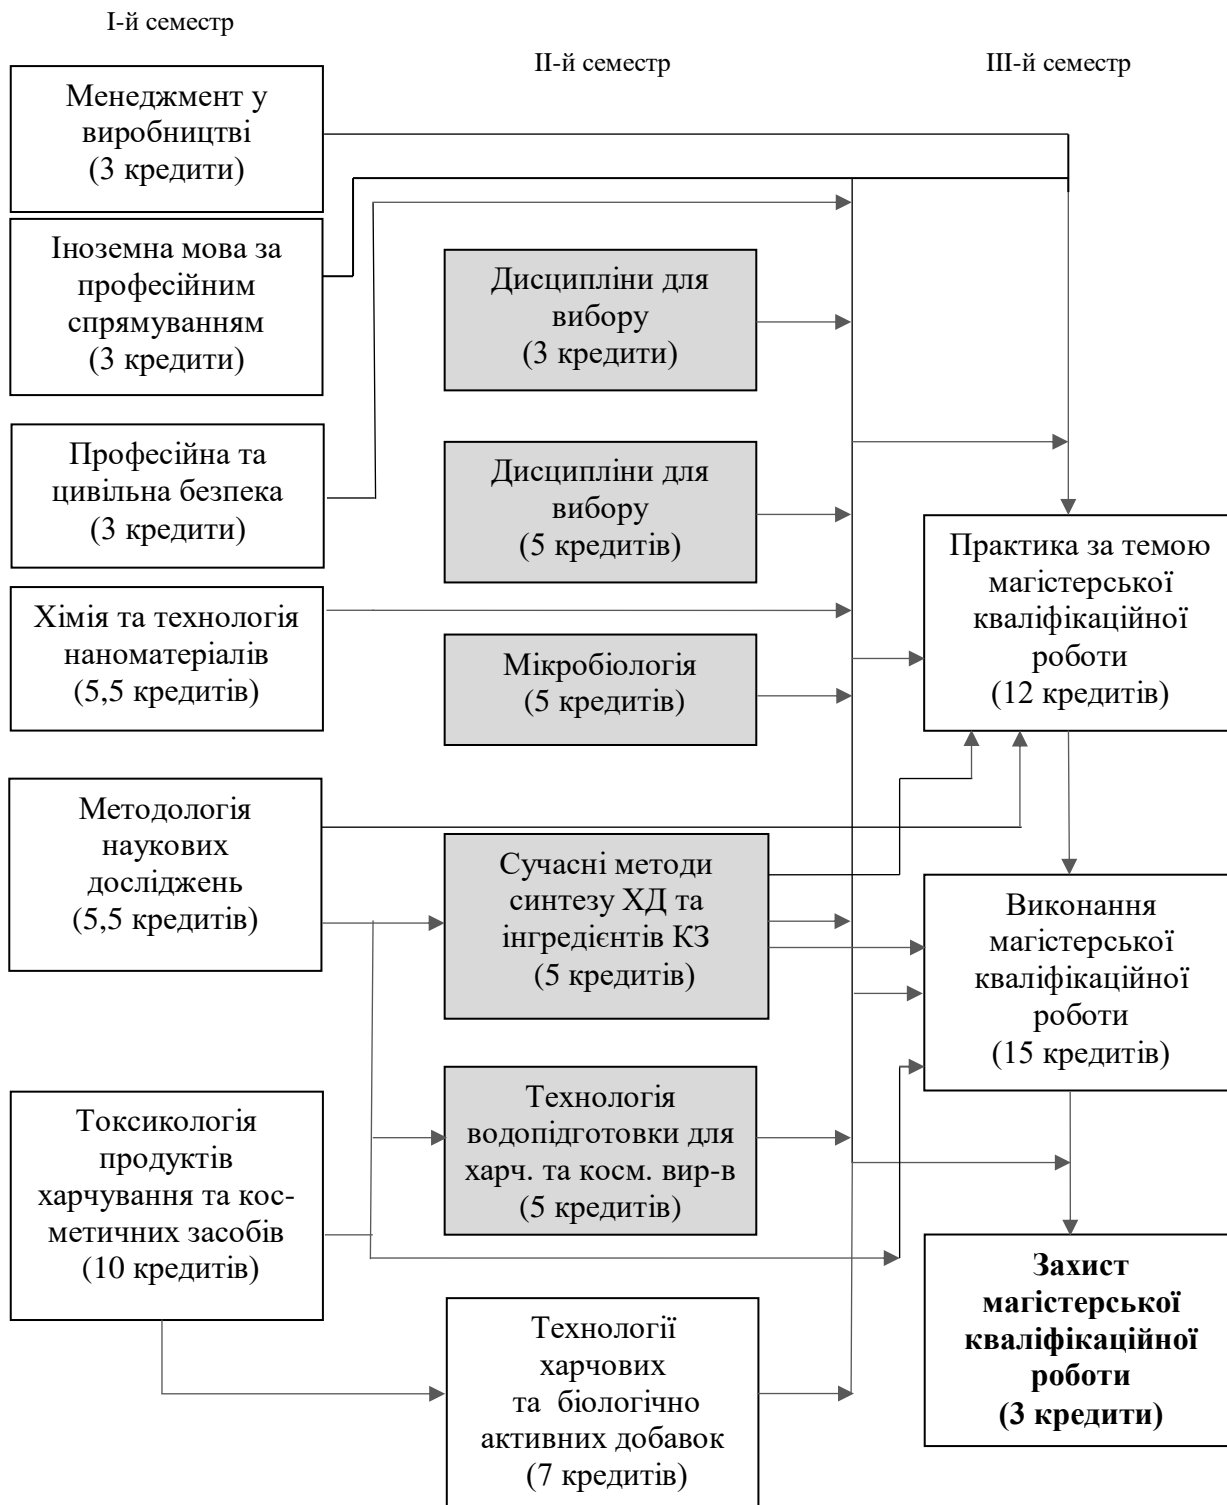 І-й семестр
ІІ-й семестр
ІІІ-й семестр
Менеджмент у
виробництві
(3 кредити)
Іноземна мова за
професійним
спрямуванням
(3 кредити)
Професійна та
цивільна безпека
(3 кредити)
Хімія та технологія
наноматеріалів
(5,5 кредитів)
Методологія
наукових
досліджень
(5,5 кредитів)
Токсикологія
продуктів
харчування та кос-
метичних засобів
(10 кредитів)
Дисципліни для
вибору
(3 кредити)
Дисципліни для
вибору
(5 кредитів)
Мікробіологія
(5 кредитів)
Сучасні методи
синтезу ХД та
інгредієнтів КЗ
(5 кредитів)
Технологія
водопідготовки для
харч. та косм. вир-в
(5 кредитів)
Технології
харчових
та біологічно
активних добавок
(7 кредитів)
Практика за темою
магістерської
кваліфікаційної
роботи
(12 кредитів)
Виконання
магістерської
кваліфікаційної
роботи
(15 кредитів)
Захист
магістерської
кваліфікаційної
роботи
(3 кредити)